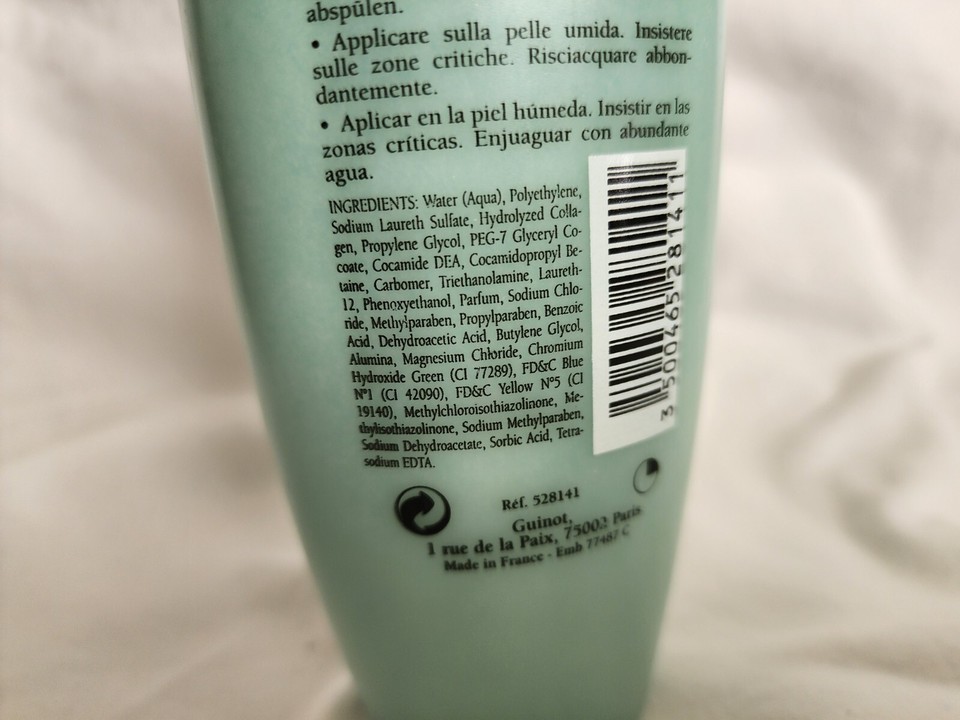 abspülen.
• Applicare sulla pelle umida. Insistere
sulle zone critiche. Risciacquare abbon-
dantemente.
• Aplicar en la piel húmeda. Insistir en las
zonas críticas. Enjuaguar con abundante
agua.
INGREDIENTS: Water (Aqua), Polyethylene,
Sodium Laureth Sulfate, Hydrolyzed Colla-
gen, Propylene Glycol, PEG-7 Glyceryl Co-
coate, Cocamide DEA, Cocamidopropyl Be-
taine, Carbomer, Triethanolamine, Laureth-
12, Phenoxyethanol, Parfum, Sodium Chlo-
ride, Methylparaben, Propylparaben, Benzoic
Acid, Dehydroacetic Acid, Butylene Glycol,
Alumina, Magnesium Chloride, Chromium
Hydroxide Green (CI 77289), FD&C Blue
N°1 (CI 42090), FD&C Yellow N°5 (CI
19140), Methylchloroisothiazolinone, Me-
thylisothiazolinone, Sodium Methylparaben,
Sodium Dehydroacetate, Sorbic Acid, Tetra-
sodium EDTA.
3 500465 281411
Réf. 528141
Guinot,
1 rue de la Paix, 75002 Paris
Made in France - Emb 77487 C